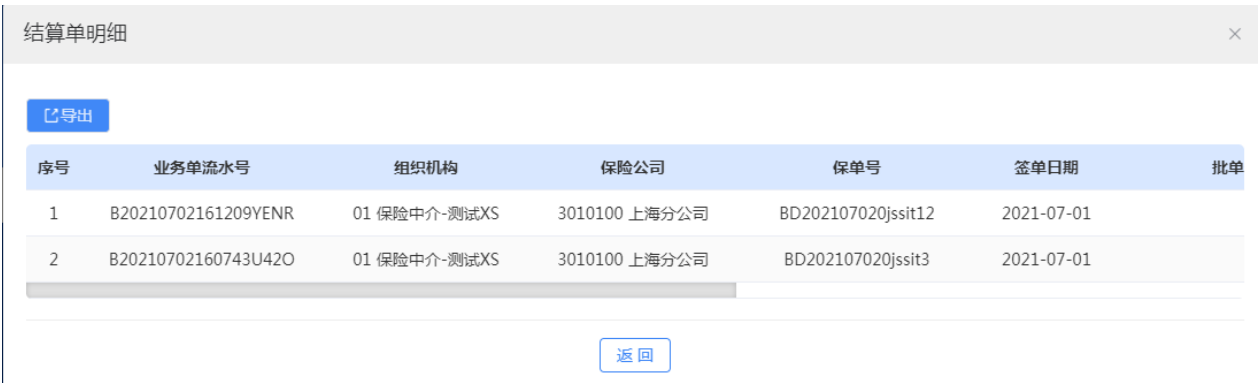 结算单明细
导出
序号 业务单流水号 组织机构 保险公司 保单号 签单日期 批单
1 B20210702161209YENR 01 保险中介-测试XS 3010100 上海分公司 BD202107020jssit12 2021-07-01
2 B20210702160743U42O 01 保险中介-测试XS 3010100 上海分公司 BD202107020jssit3 2021-07-01
返回